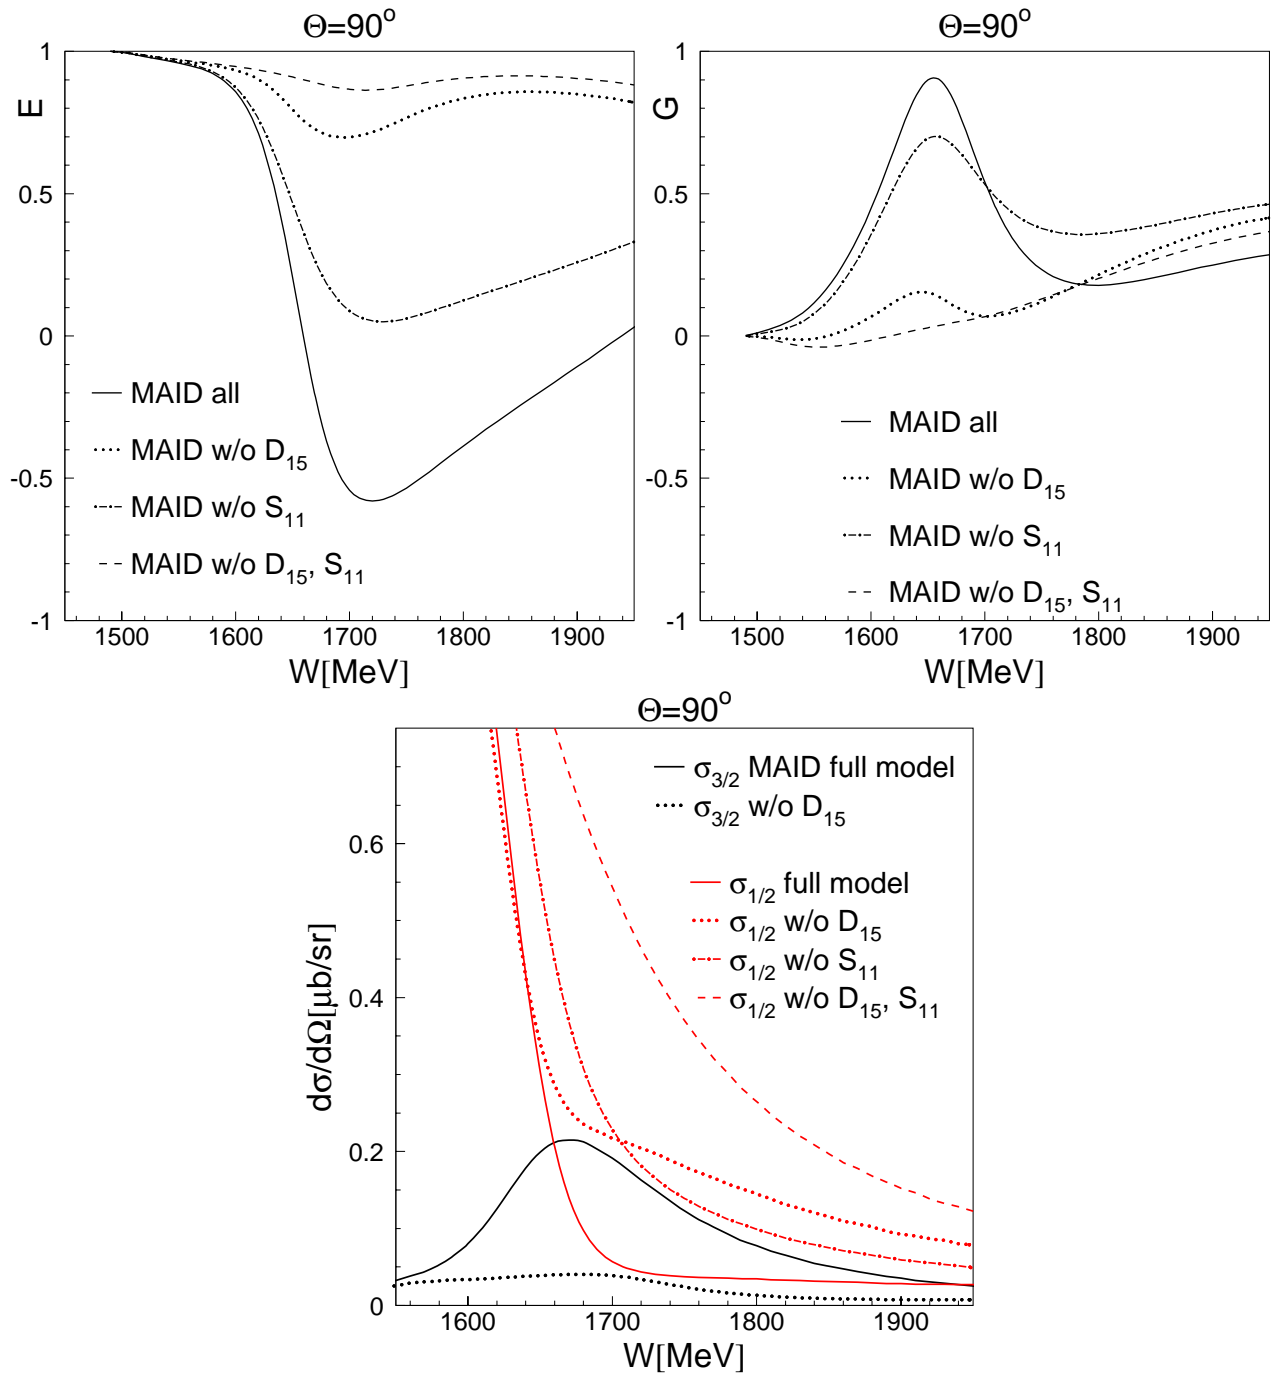 Θ=90°
1
0.5
0
-0.5
-1
E
MAID all
MAID w/o D₁₅
MAID w/o S₁₁
MAID w/o D₁₅, S₁₁
1500 1600 1700 1800 1900
W[MeV]
Θ=90°
1
0.5
0
-0.5
-1
G
MAID all
MAID w/o D₁₅
MAID w/o S₁₁
MAID w/o D₁₅, S₁₁
1500 1600 1700 1800 1900
W[MeV]
Θ=90°
σ₃/₂ MAID full model
σ₃/₂ w/o D₁₅
σ₁/₂ full model
σ₁/₂ w/o D₁₅
σ₁/₂ w/o S₁₁
σ₁/₂ w/o D₁₅, S₁₁
dσ/dΩ[μb/sr]
0.6
0.4
0.2
0
1600 1700 1800 1900
W[MeV]